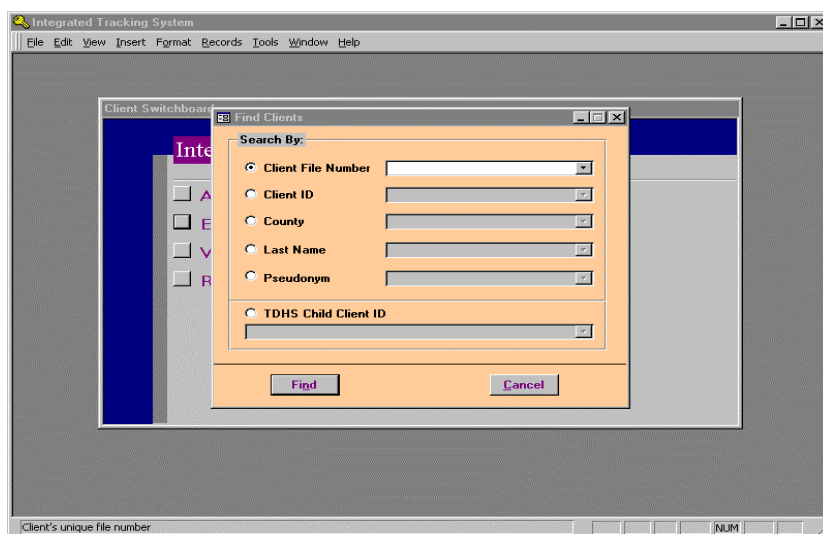 Integrated Tracking System
File Edit View Insert Format Records Tools Window Help
Client Switchboard
Find Clients
Inte
Search By:
Client File Number
A
Client ID
E
County
V
Last Name
R
Pseudonym
TDHS Child Client ID
Find
Cancel
Client's unique file number
NUM